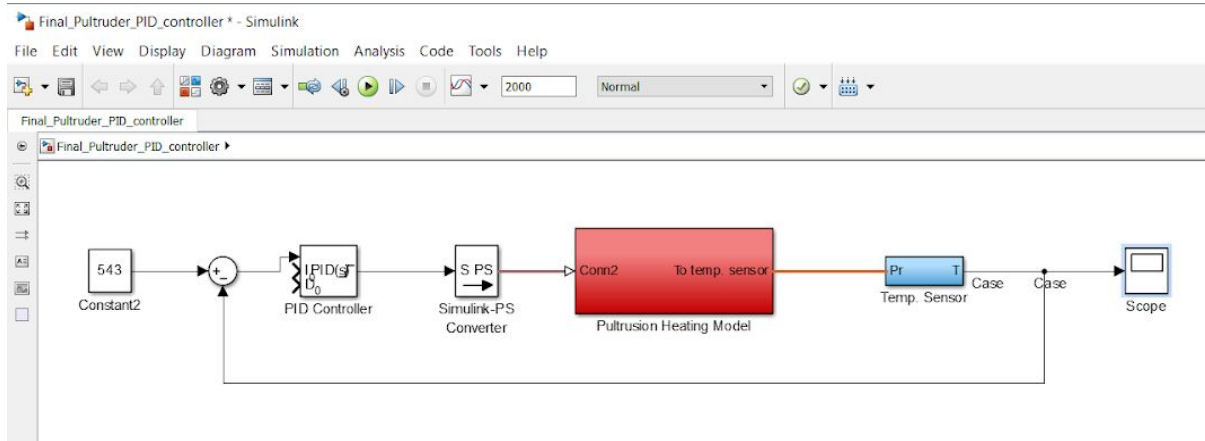 Final_Pultruder_PID_controller * - Simulink
File Edit View Display Diagram Simulation Analysis Code Tools Help
2000 Normal
Final_Pultruder_PID_controller
Final_Pultruder_PID_controller
543
Constant2
+
-
PID Controller
S PS
Simulink-PS
Converter
Conn2 To temp. sensor
Pultrusion Heating Model
Pr T
Temp. Sensor
Case Case
Scope